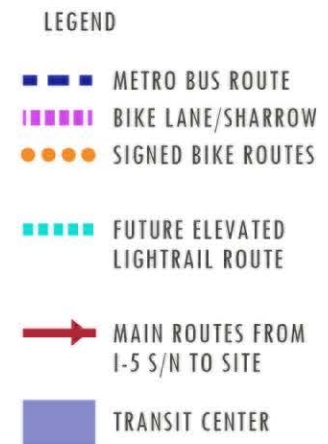 LEGEND
METRO BUS ROUTE
BIKE LANE/SHARROW
SIGNED BIKE ROUTES
FUTURE ELEVATED
LIGHTRAIL ROUTE
MAIN ROUTES FROM
I-5 S/N TO SITE
TRANSIT CENTER